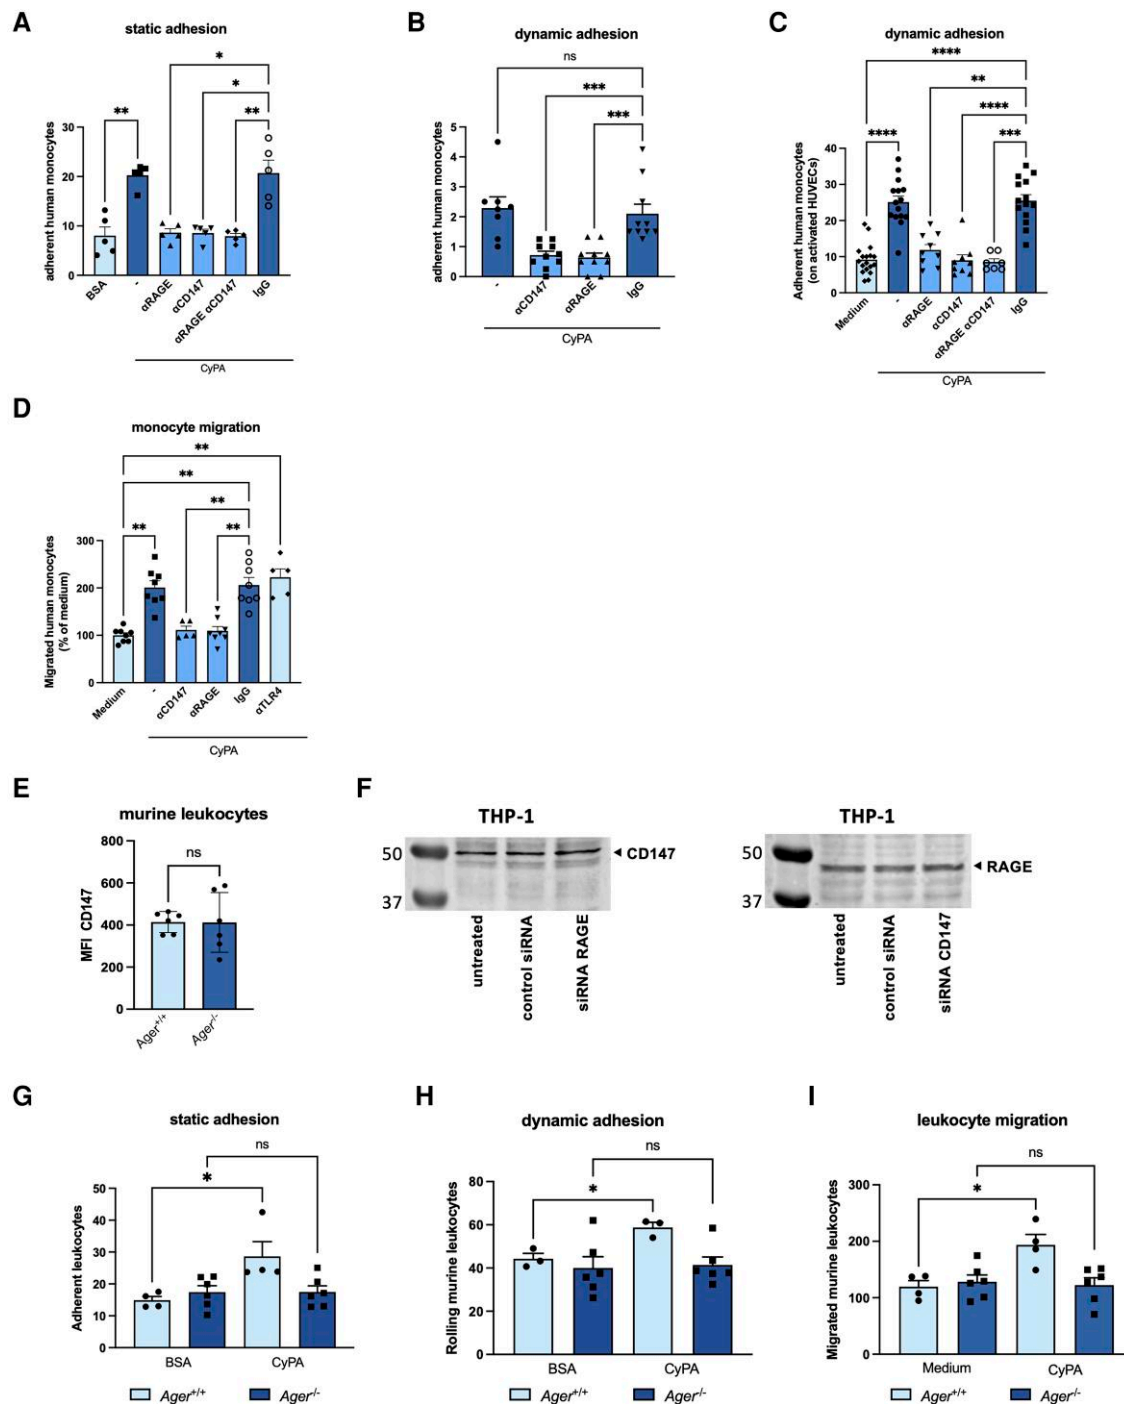 A
static adhesion
*
*
**
**
adherent human monocytes
30
20
10
0
BSA
-
αRAGE
αCD147
αRAGE αCD147
IgG
CyPA
B
dynamic adhesion
ns
***
***
adherent human monocytes
5
4
3
2
1
0
-
αCD147
αRAGE
IgG
CyPA
C
dynamic adhesion
****
**
****
****
***
Adherent human monocytes
(on activated HUVECs)
40
30
20
10
0
Medium
-
αRAGE
αCD147
αRAGE αCD147
IgG
CyPA
D
monocyte migration
**
**
**
**
**
Migrated human monocytes
(% of medium)
300
200
100
0
Medium
-
αCD147
αRAGE
IgG
αTLR4
CyPA
E
murine leukocytes
ns
MFI CD147
800
600
400
200
0
Ager+/+
Ager-/-
F
THP-1
50
37
CD147
untreated
control siRNA
siRNA RAGE
THP-1
50
37
RAGE
untreated
control siRNA
siRNA CD147
G
static adhesion
ns
*
Adherent leukocytes
50
40
30
20
10
0
BSA
CyPA
Ager+/+
Ager-/-
H
dynamic adhesion
ns
*
Rolling murine leukocytes
80
60
40
20
0
BSA
CyPA
Ager+/+
Ager-/-
I
leukocyte migration
ns
*
Migrated murine leukocytes
300
200
100
0
Medium
CyPA
Ager+/+
Ager-/-